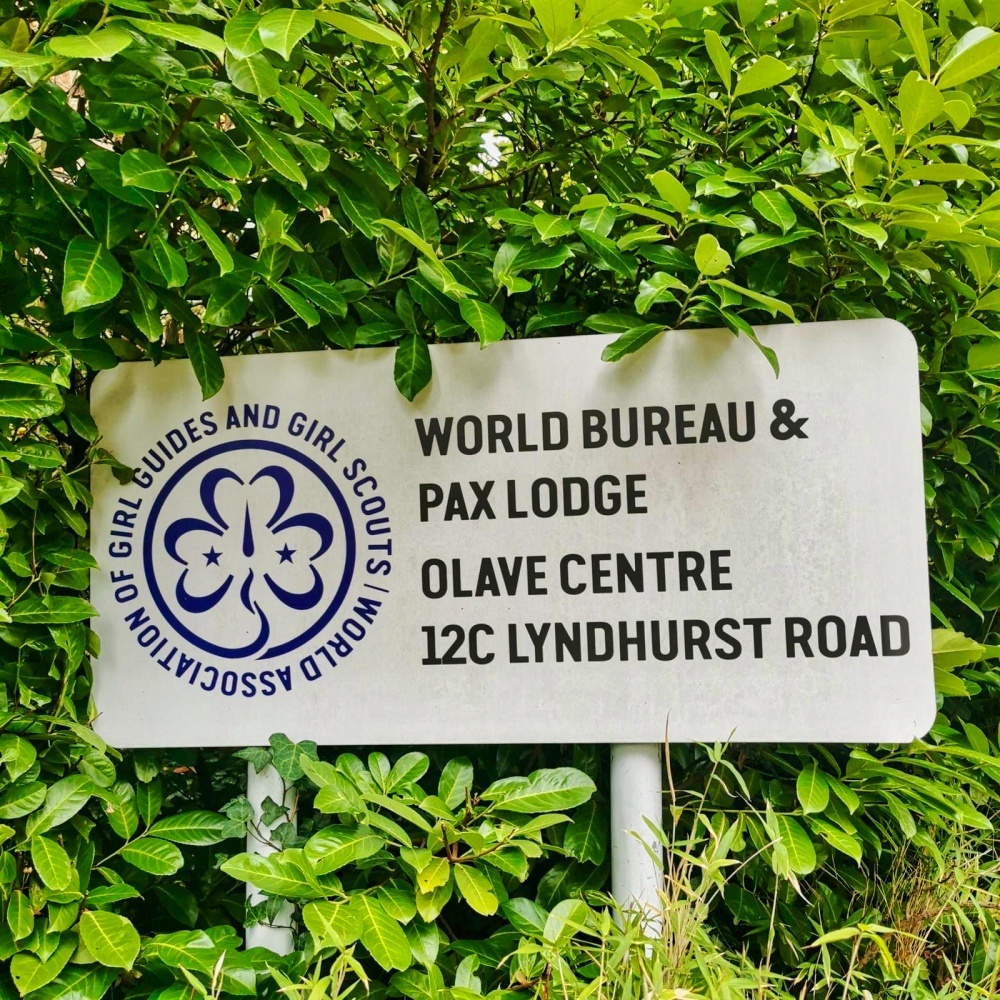 WORLD ASSOCIATION OF GIRL GUIDES AND GIRL SCOUTS /
WORLD BUREAU &
PAX LODGE
OLAVE CENTRE
12C LYNDHURST ROAD